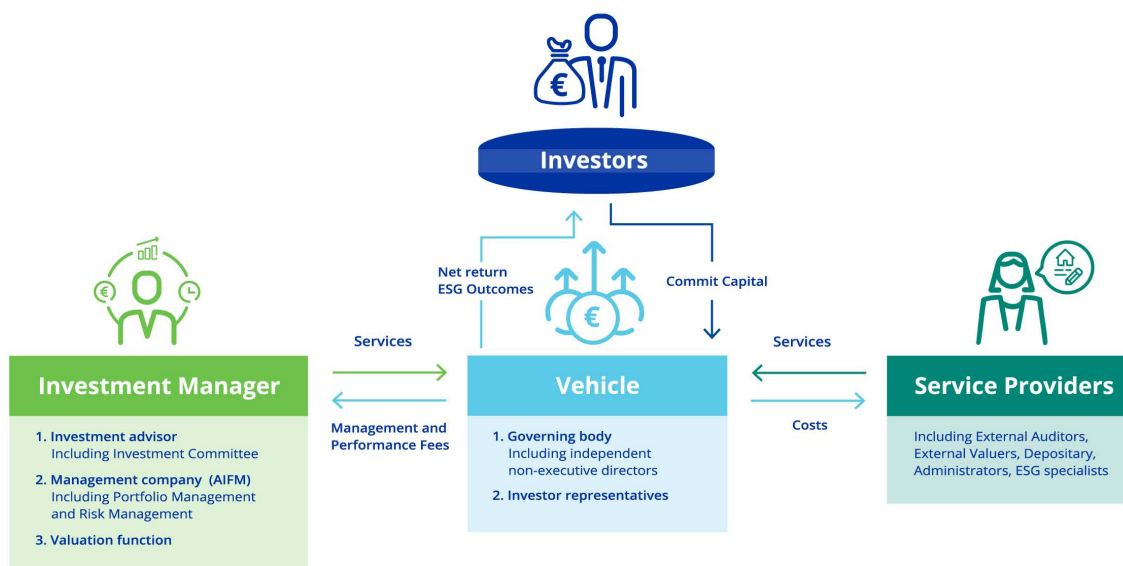 €
Investors
Net return
ESG Outcomes
Commit Capital
€
€
Services
Services
Investment Manager
Vehicle
Service Providers
Management and
Performance Fees
Costs
1. Investment advisor
Including Investment Committee
2. Management company (AIFM)
Including Portfolio Management
and Risk Management
3. Valuation function
1. Governing body
Including independent
non-executive directors
2. Investor representatives
Including External Auditors,
External Valuers, Depositary,
Administrators, ESG specialists